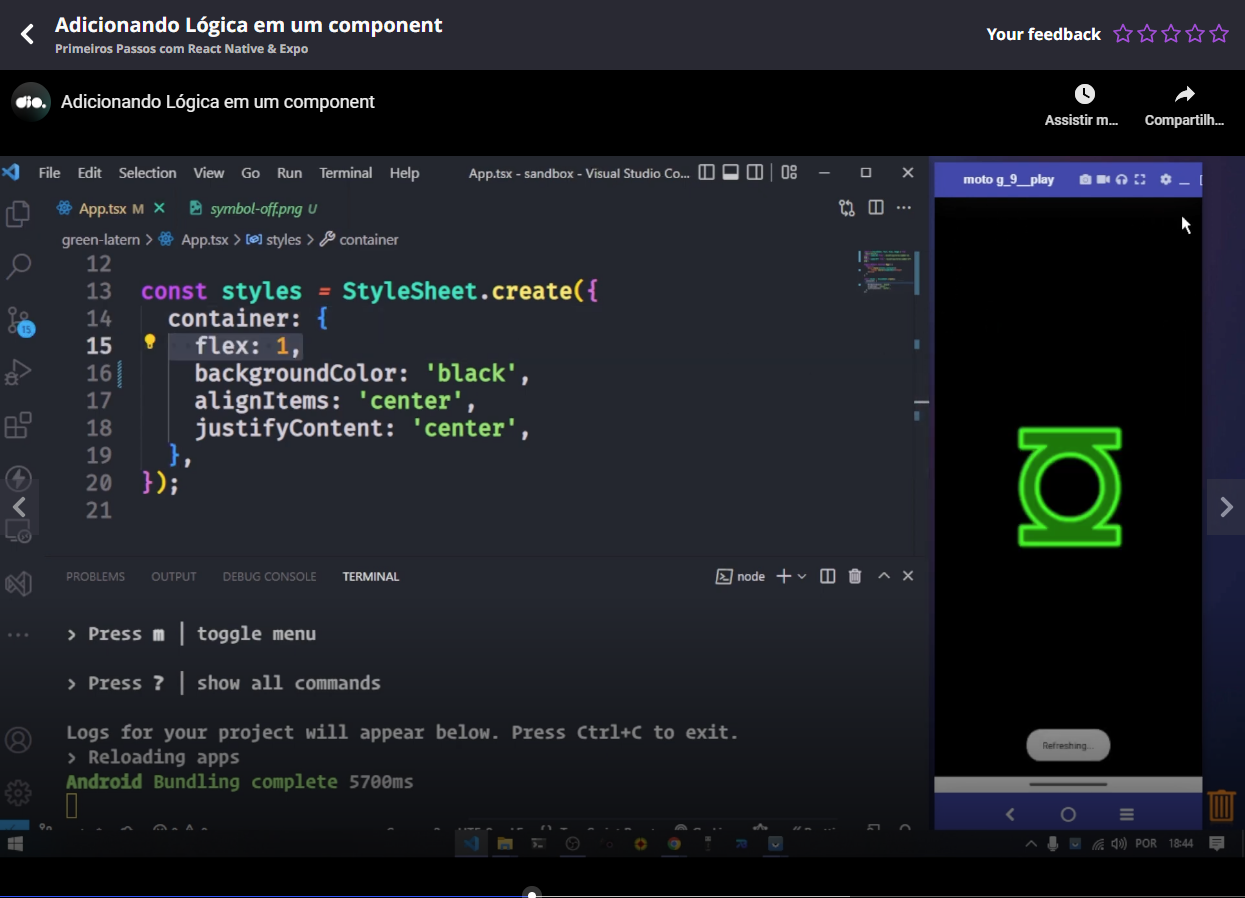 Adicionando Lógica em um component
Primeiros Passos com React Native & Expo
Your feedback
dio.
Adicionando Lógica em um component
Assistir m...
Compartilh...
File Edit Selection View Go Run Terminal Help
App.tsx - sandbox - Visual Studio Co...
moto g_9__play
App.tsx M
symbol-off.png U
green-latern > App.tsx > styles > container
12
13 const styles = StyleSheet.create({
14 container: {
15 flex: 1,
16 backgroundColor: 'black',
17 alignItems: 'center',
18 justifyContent: 'center',
19 },
20 });
21
15
PROBLEMS OUTPUT DEBUG CONSOLE TERMINAL
node
> Press m │ toggle menu
> Press ? │ show all commands
Logs for your project will appear below. Press Ctrl+C to exit.
> Reloading apps
Android Bundling complete 5700ms
Refreshing...
POR 18:44